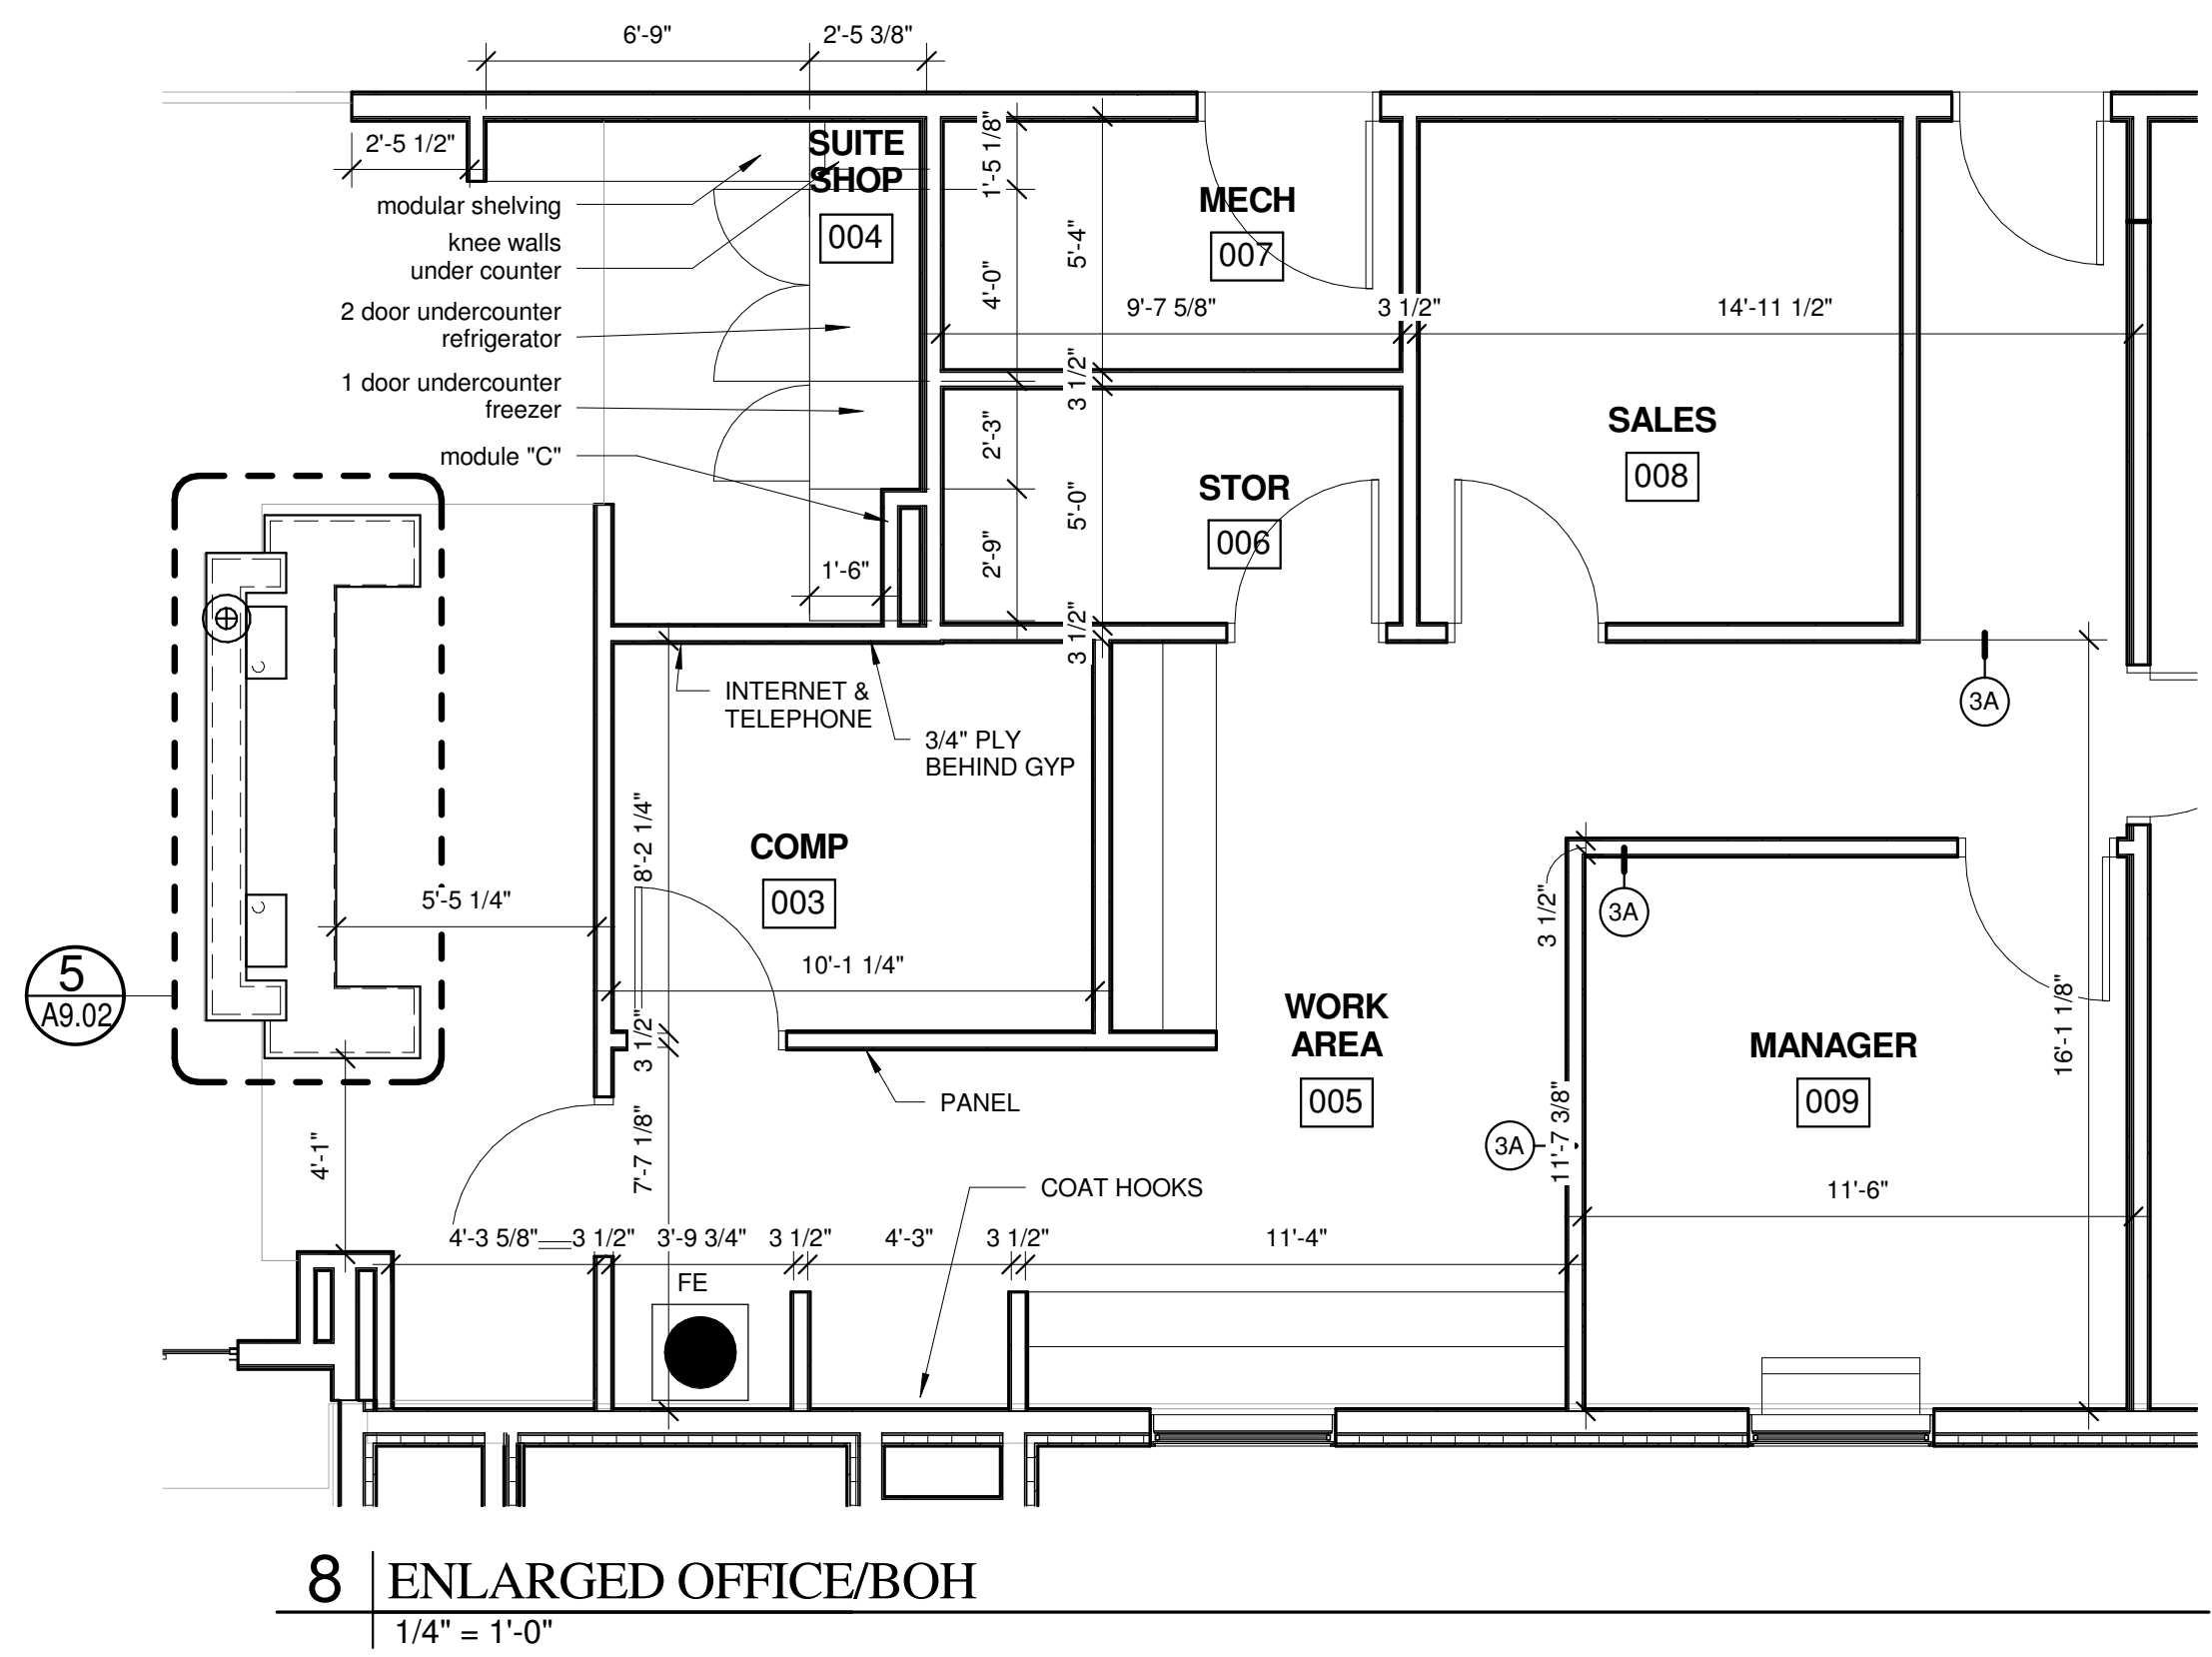 6'-9"
2'-5 3/8"
2'-5 1/2"
SUITE
SHOP
004
modular shelving
knee walls
under counter
2 door undercounter
refrigerator
1 door undercounter
freezer
module "C"
1'-6"
1'-5 1/8"
4'-0"
2'-3"
2'-9"
5'-4"
3 1/2"
5'-0"
3 1/2"
MECH
007
9'-7 5/8"
3 1/2"
14'-11 1/2"
STOR
006
SALES
008
3A
INTERNET &
TELEPHONE
3/4" PLY
BEHIND GYP
COMP
003
8'-2 1/4"
5'-5 1/4"
10'-1 1/4"
3 1/2"
5
A9.02
PANEL
7'-7 1/8"
4'-1"
WORK
AREA
005
3 1/2"
3A
MANAGER
009
16'-1 1/8"
11'-7 3/8"
3A
11'-6"
COAT HOOKS
4'-3 5/8"
3 1/2"
3'-9 3/4"
3 1/2"
4'-3"
3 1/2"
11'-4"
FE
8
ENLARGED OFFICE/BOH
1/4" = 1'-0"